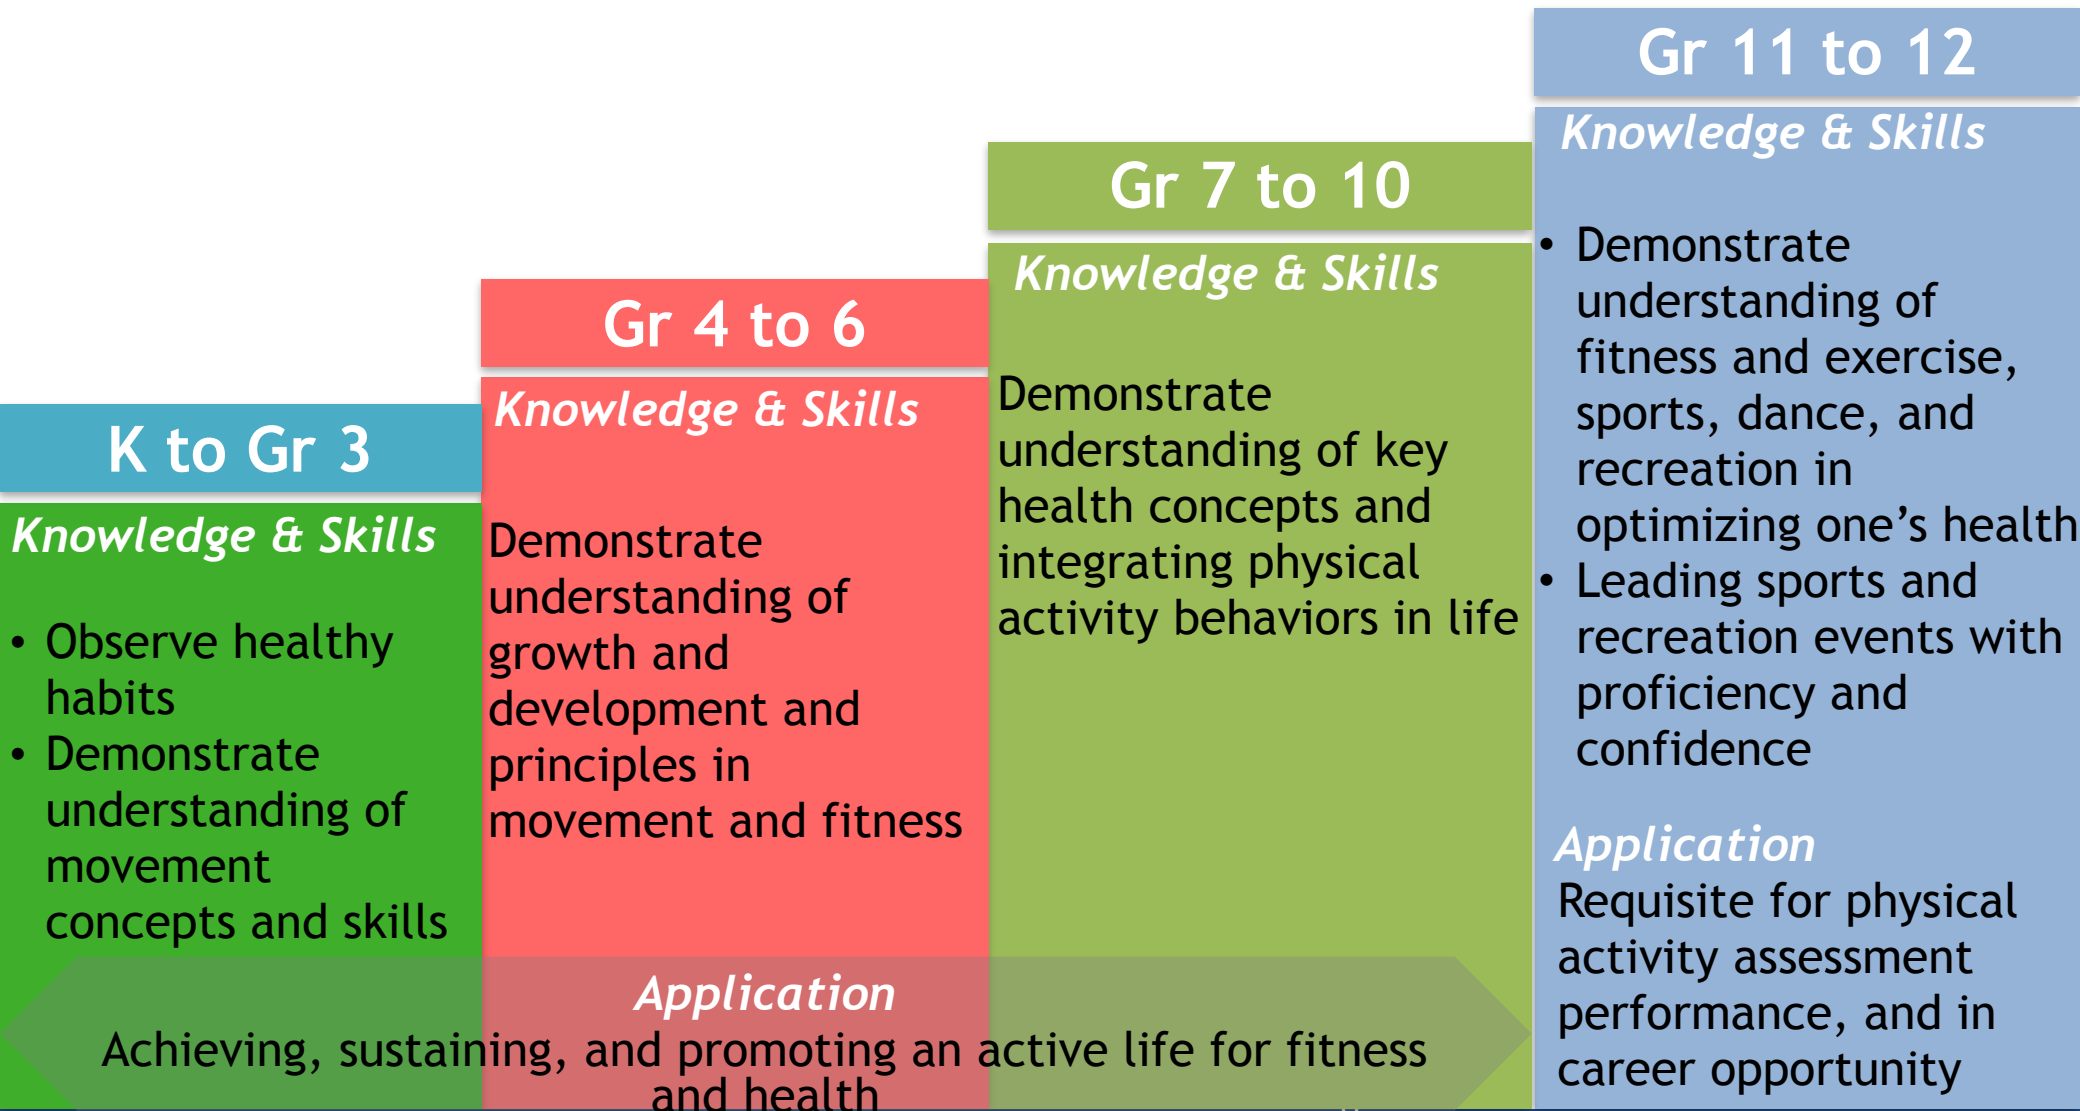 K to Gr 3
Knowledge & Skills
• Observe healthy
habits
• Demonstrate
understanding of
movement
concepts and skills
Gr 4 to 6
Knowledge & Skills
Demonstrate
understanding of
growth and
development and
principles in
movement and fitness
Gr 7 to 10
Knowledge & Skills
Demonstrate
understanding of key
health concepts and
integrating physical
activity behaviors in life
Application
Achieving, sustaining, and promoting an active life for fitness
and health
Gr 11 to 12
Knowledge & Skills
• Demonstrate
understanding of
fitness and exercise,
sports, dance, and
recreation in
optimizing one’s health
• Leading sports and
recreation events with
proficiency and
confidence
Application
Requisite for physical
activity assessment
performance, and in
career opportunity